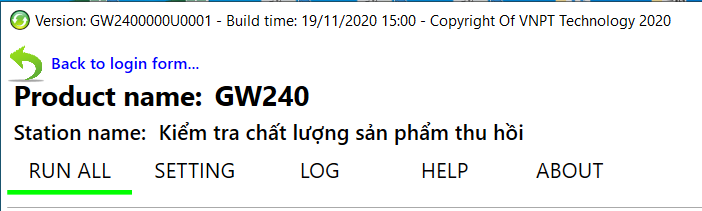 Version: GW2400000U0001 - Build time: 19/11/2020 15:00 - Copyright Of VNPT Technology 2020
Back to login form...
Product name: GW240
Station name: Kiểm tra chất lượng sản phẩm thu hồi
RUN ALL SETTING LOG HELP ABOUT